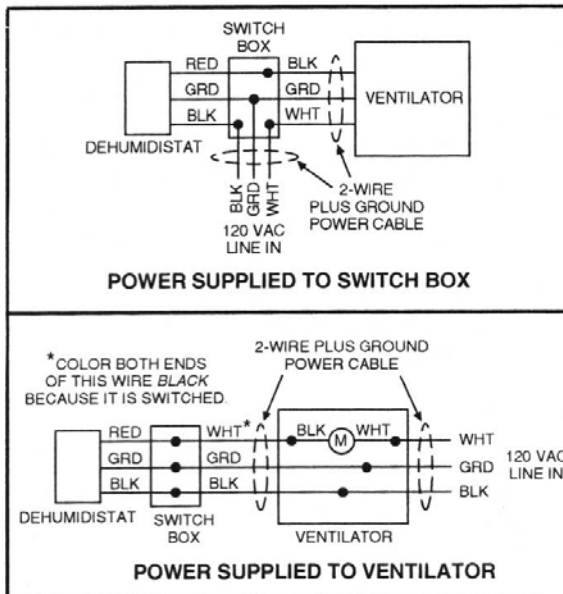 SWITCH
BOX
RED
BLK
GRD
GRD
BLK
WHT
VENTILATOR
DEHUMIDISTAT
BLK
GRD
WHT
2-WIRE
PLUS GROUND
POWER CABLE
120 VAC
LINE IN
POWER SUPPLIED TO SWITCH BOX
*COLOR BOTH ENDS
OF THIS WIRE BLACK
BECAUSE IT IS SWITCHED.
2-WIRE PLUS GROUND
POWER CABLE
RED
WHT*
BLK
M
WHT
WHT
GRD
GRD
GRD
120 VAC
LINE IN
BLK
BLK
BLK
DEHUMIDISTAT
SWITCH
BOX
VENTILATOR
POWER SUPPLIED TO VENTILATOR